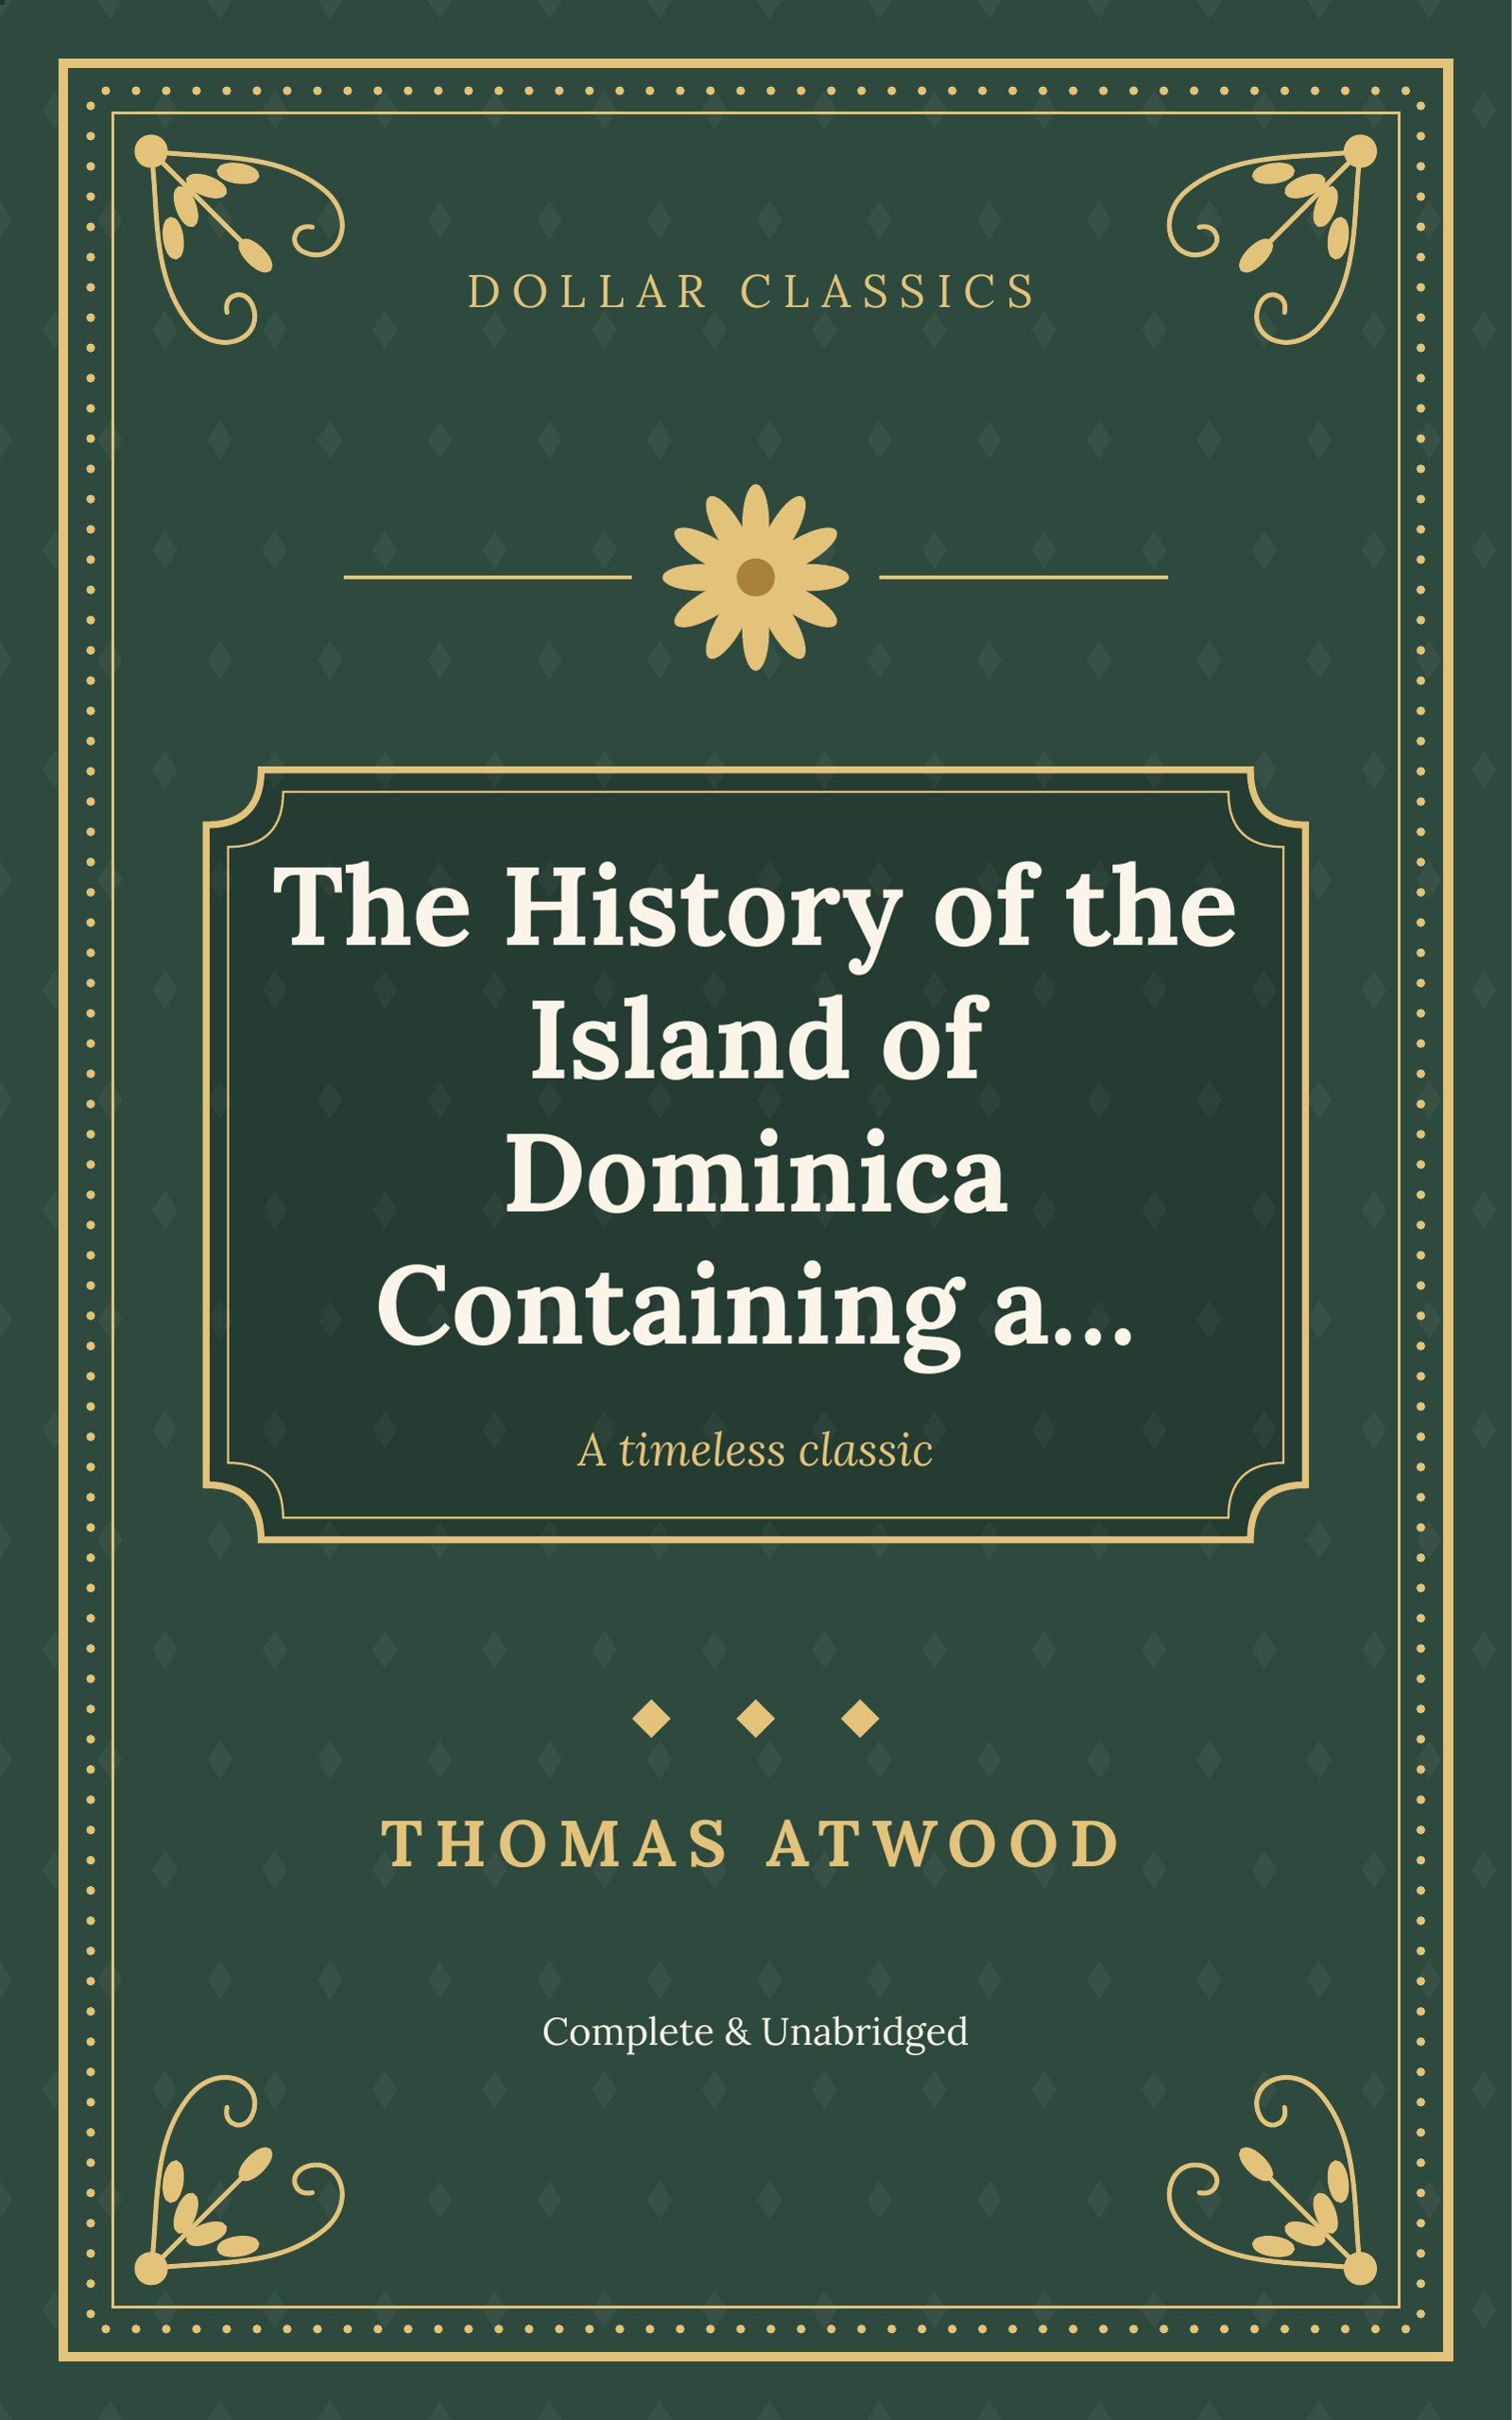 DOLLAR CLASSICS
The History of the
Island of
Dominica
Containing a...
A timeless classic
THOMAS ATWOOD
Complete & Unabridged